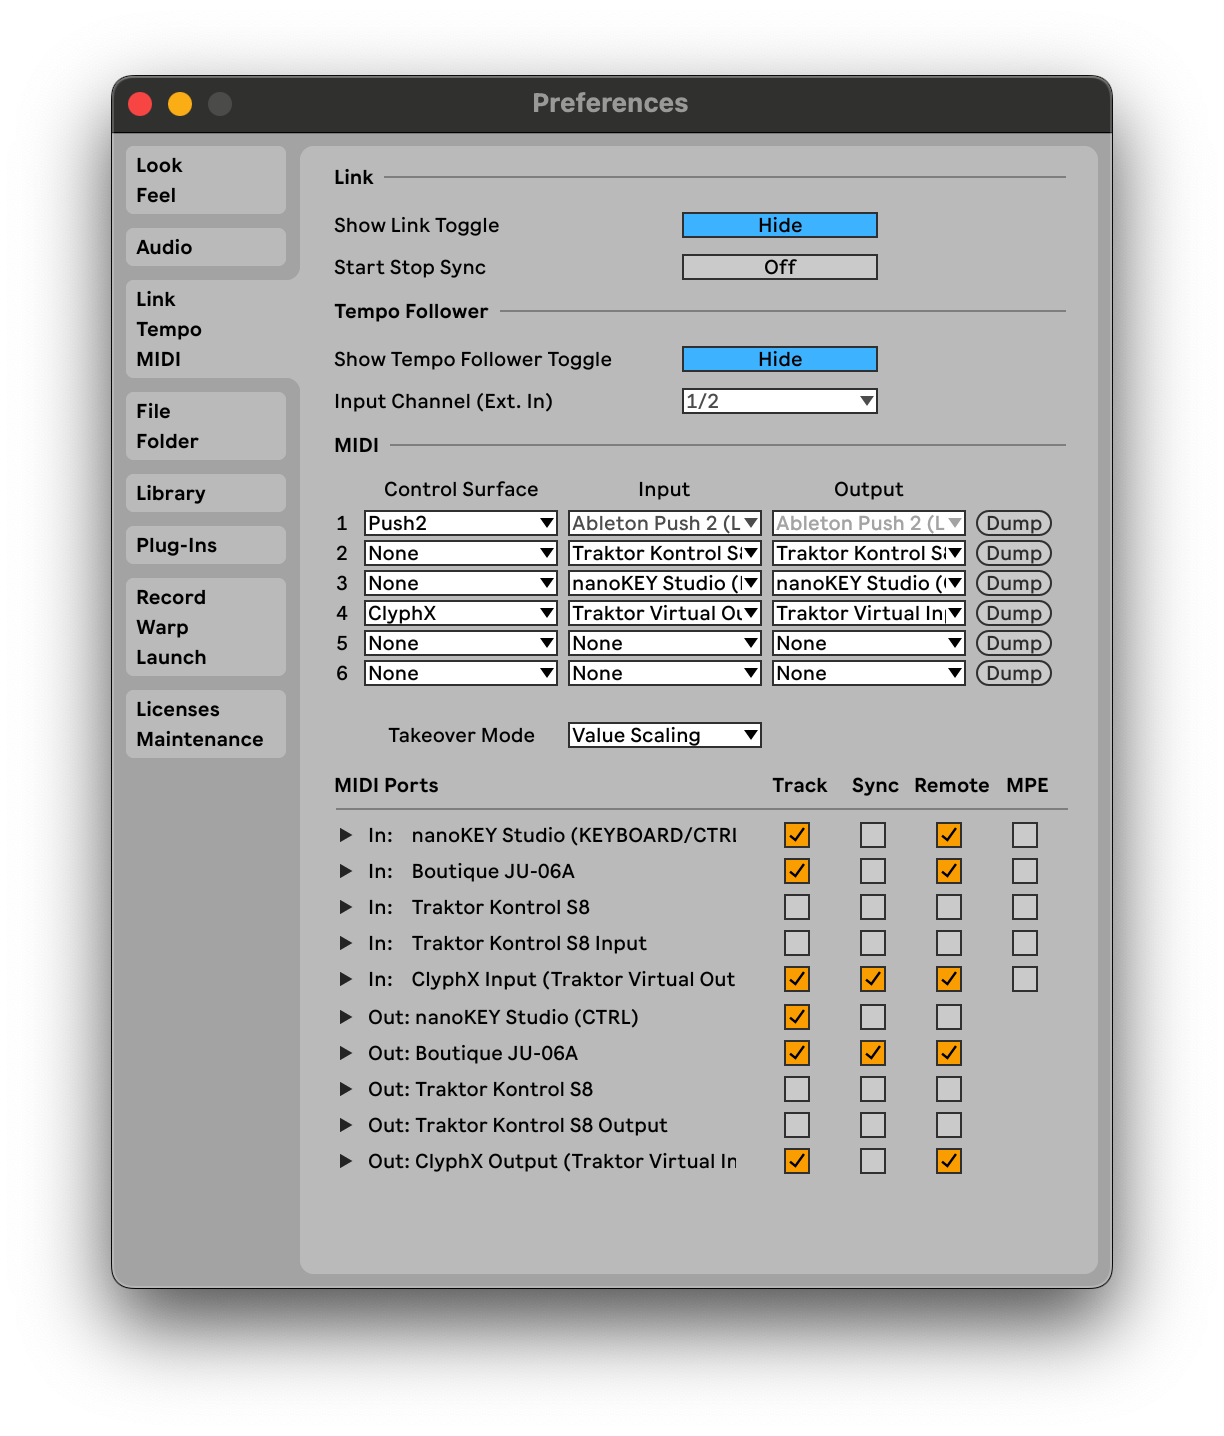 Preferences
Look
Feel
Audio
Link
Tempo
MIDI
File
Folder
Library
Plug-Ins
Record
Warp
Launch
Licenses
Maintenance
Link
Show Link Toggle Hide
Start Stop Sync Off
Tempo Follower
Show Tempo Follower Toggle Hide
Input Channel (Ext. In) 1/2
MIDI
Control Surface Input Output
1 Push2 Ableton Push 2 (L Ableton Push 2 (L Dump
2 None Traktor Kontrol S8 Traktor Kontrol S8 Dump
3 None nanoKEY Studio ( nanoKEY Studio ( Dump
4 ClyphX Traktor Virtual Ou Traktor Virtual In Dump
5 None None None Dump
6 None None None Dump
Takeover Mode Value Scaling
MIDI Ports Track Sync Remote MPE
In: nanoKEY Studio (KEYBOARD/CTRL
In: Boutique JU-06A
In: Traktor Kontrol S8
In: Traktor Kontrol S8 Input
In: ClyphX Input (Traktor Virtual Out
Out: nanoKEY Studio (CTRL)
Out: Boutique JU-06A
Out: Traktor Kontrol S8
Out: Traktor Kontrol S8 Output
Out: ClyphX Output (Traktor Virtual In